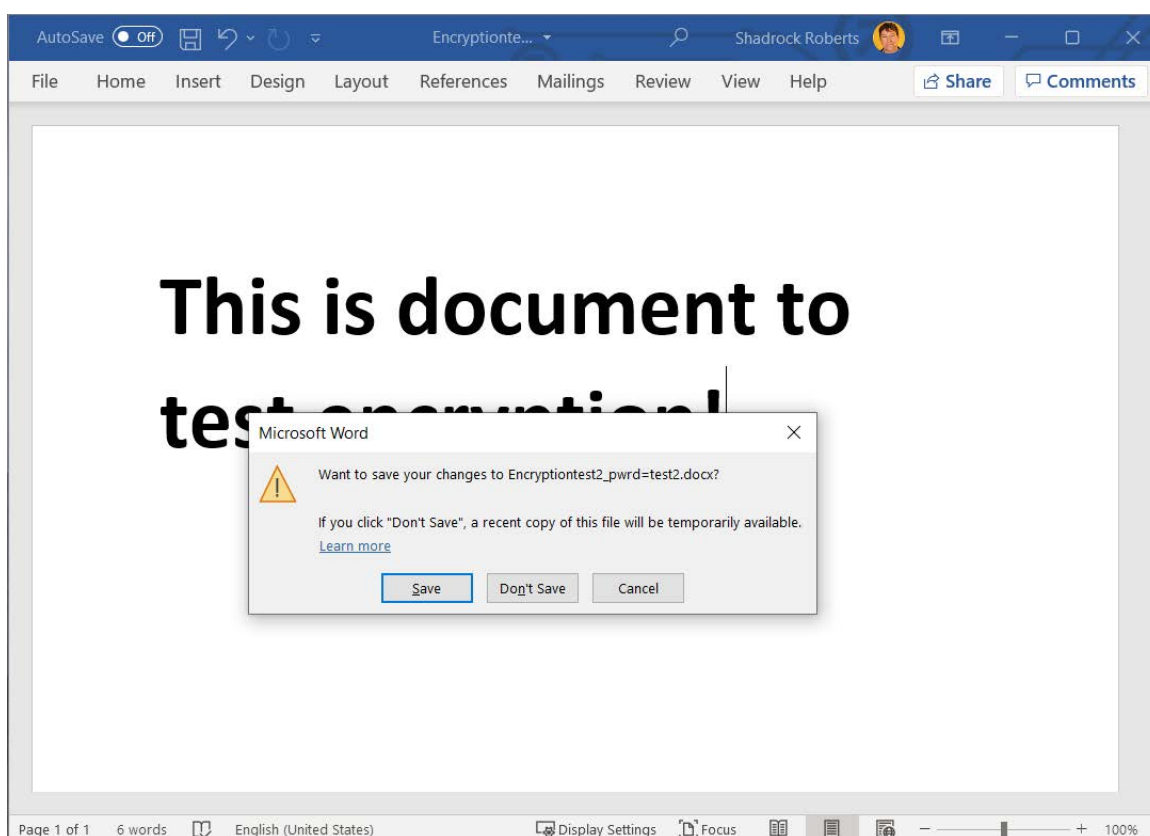 AutoSave Off Encryptionte... Shadrock Roberts
File Home Insert Design Layout References Mailings Review View Help Share Comments
This is document to
test encryption!
Microsoft Word
Want to save your changes to Encryptiontest2_pwrd=test2.docx?
If you click "Don't Save", a recent copy of this file will be temporarily available.
Learn more
Save Don't Save Cancel
Page 1 of 1 6 words English (United States) Display Settings Focus 100%